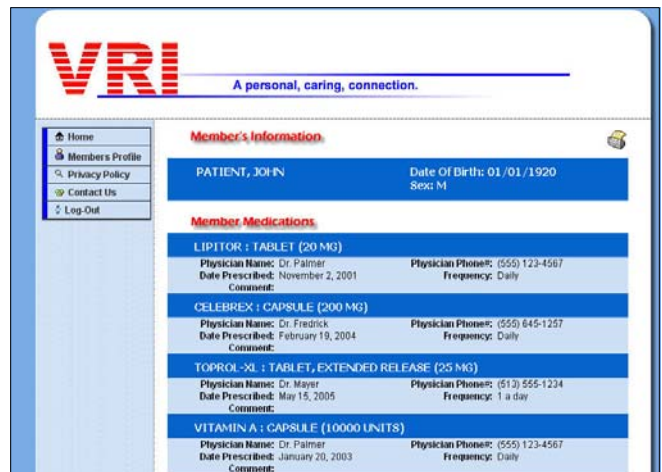 VRI
A personal, caring, connection.
Home
Members Profile
Privacy Policy
Contact Us
Log-Out
Member's Information
PATIENT, JOHN Date Of Birth: 01/01/1920
Sex: M
Member Medications
LIPITOR : TABLET (20 MG)
Physician Name: Dr. Palmer Physician Phone#: (555) 123-4567
Date Prescribed: November 2, 2001 Frequency: Daily
Comment:
CELEBREX : CAPSULE (200 MG)
Physician Name: Dr. Fredrick Physician Phone#: (555) 645-1257
Date Prescribed: February 19, 2004 Frequency: Daily
Comment:
TOPROL-XL : TABLET, EXTENDED RELEASE (25 MG)
Physician Name: Dr. Mayer Physician Phone#: (513) 555-1234
Date Prescribed: May 15, 2005 Frequency: 1 a day
Comment:
VITAMIN A : CAPSULE (10000 UNITS)
Physician Name: Dr. Palmer Physician Phone#: (555) 123-4567
Date Prescribed: January 20, 2003 Frequency: Daily
Comment: